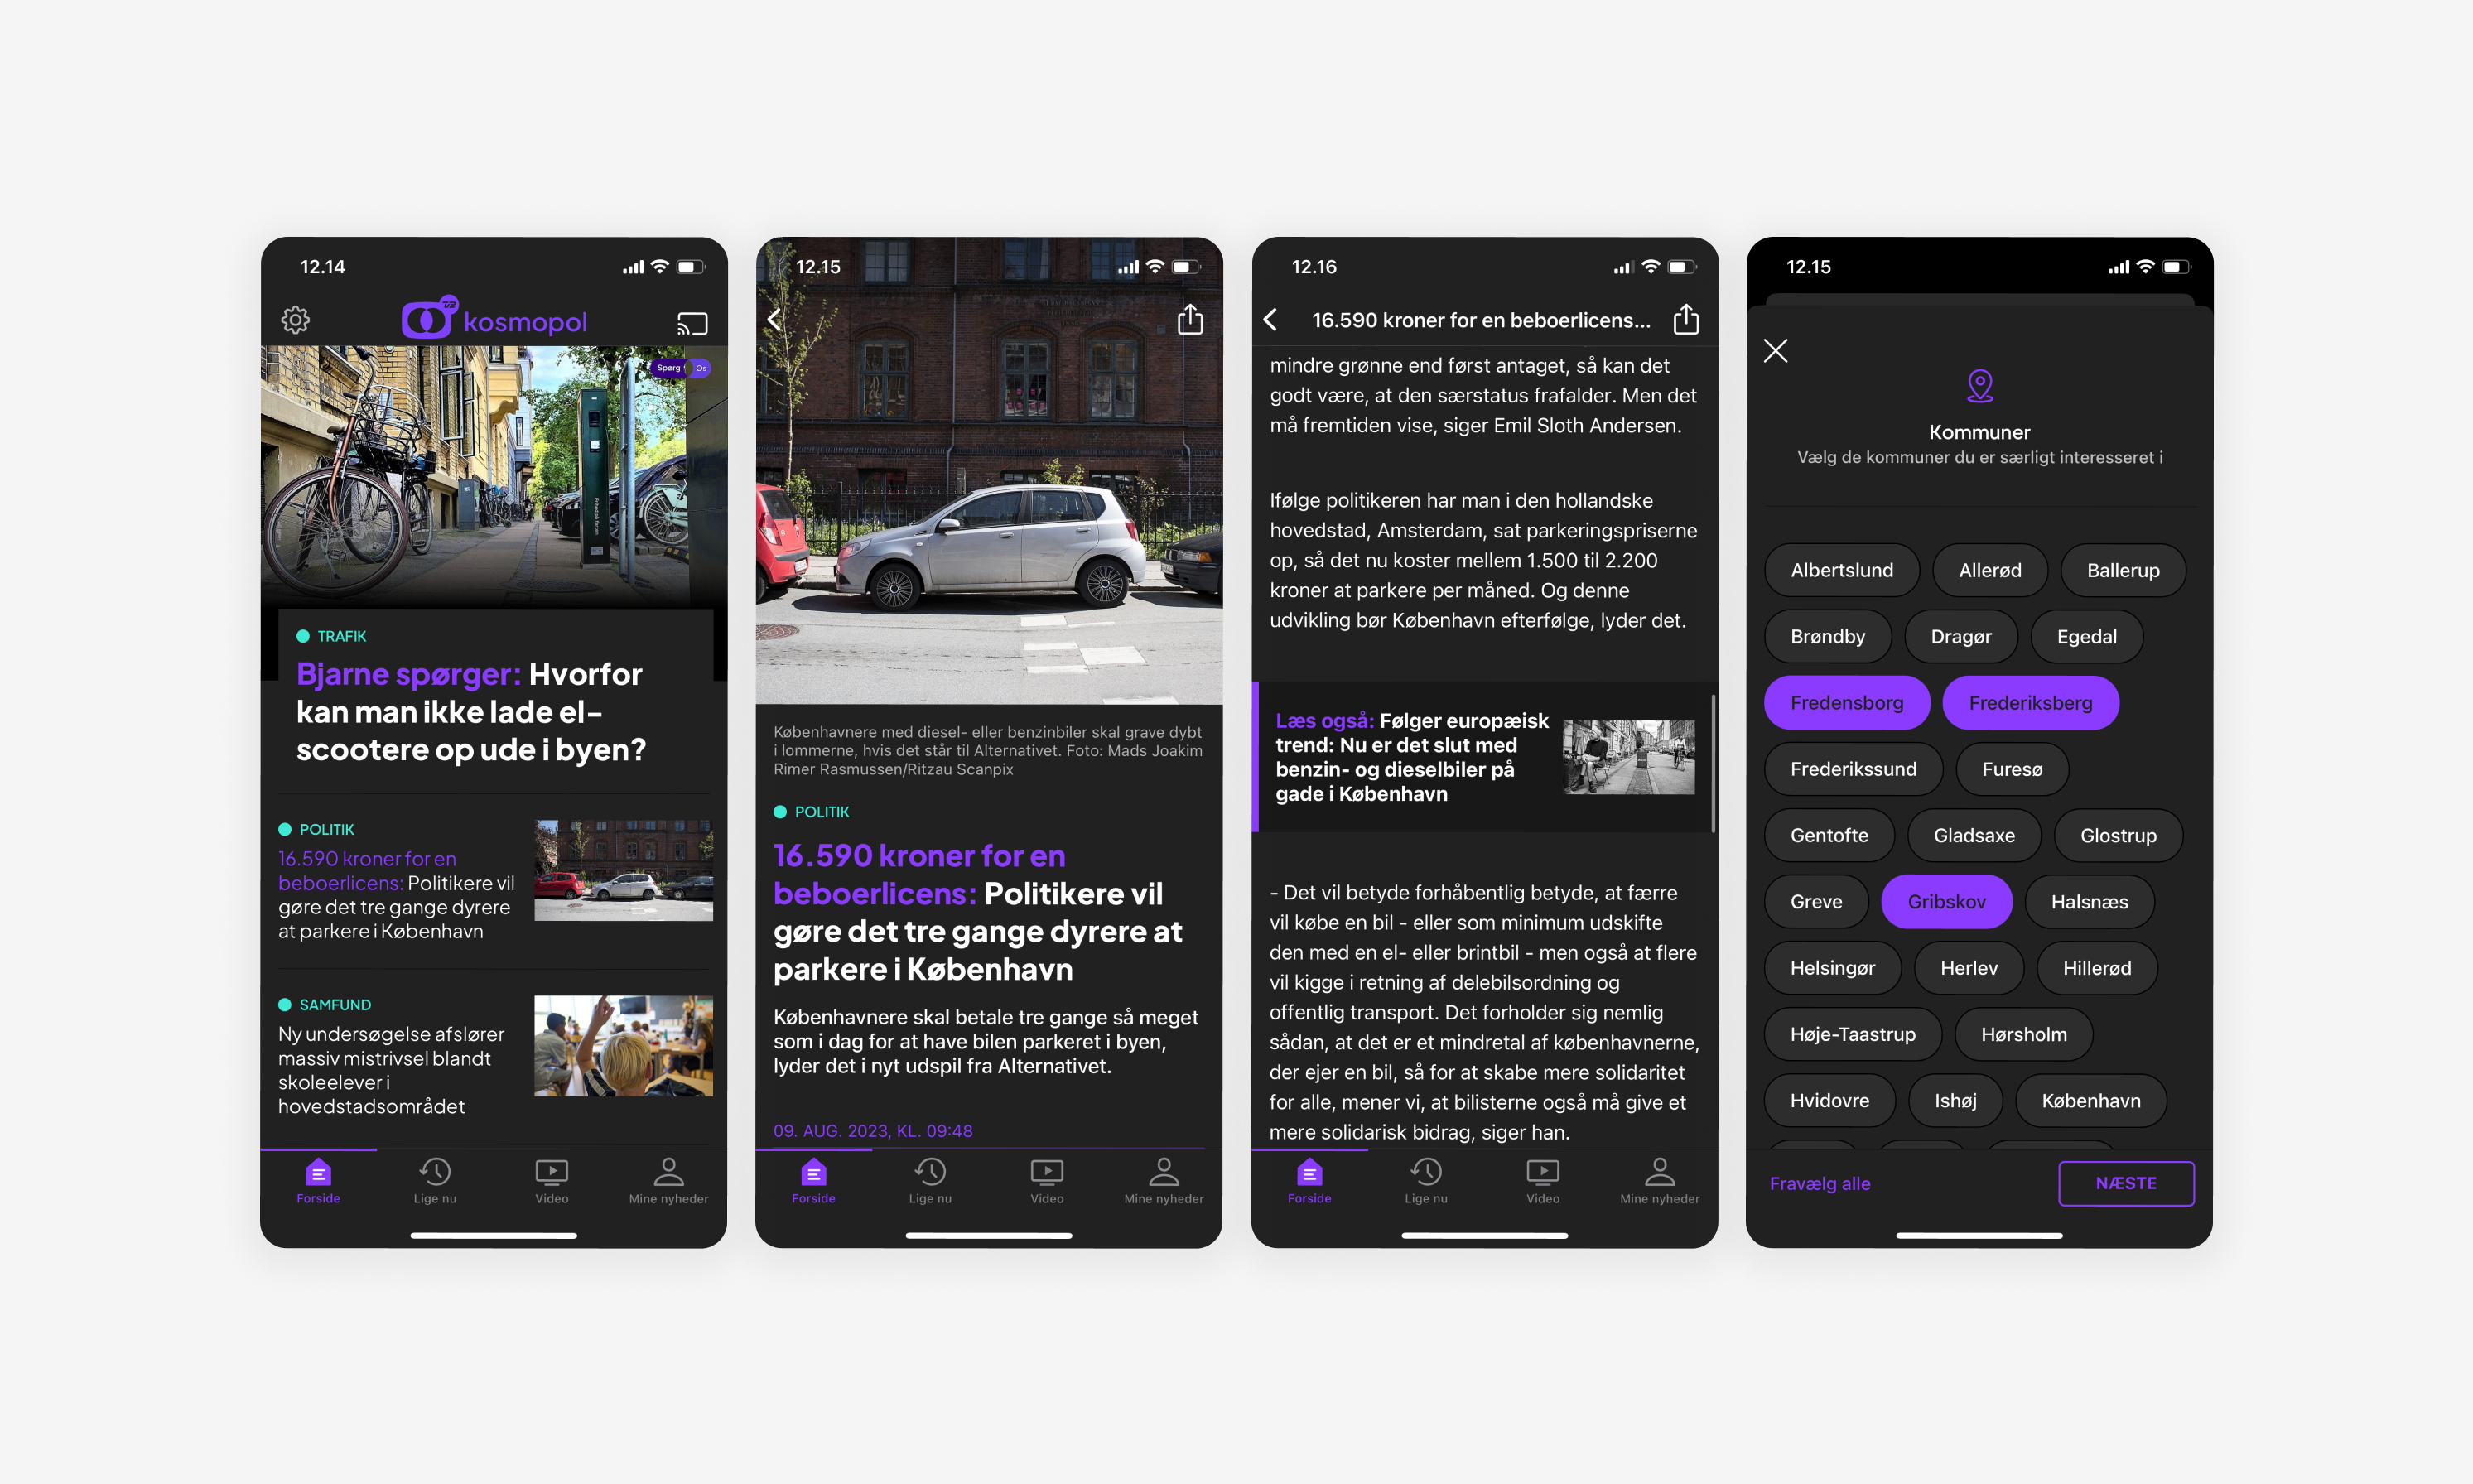 12.14
TV2
kosmopol
Spørg Os
TRAFIK
Bjarne spørger: Hvorfor
kan man ikke lade el-
scootere op ude i byen?
POLITIK
16.590 kroner for en
beboerlicens: Politikere vil
gøre det tre gange dyrere
at parkere i København
SAMFUND
Ny undersøgelse afslører
massiv mistrivsel blandt
skoleelever i
hovedstadsområdet
Forside
Lige nu
Video
Mine nyheder
12.15
Københavnere med diesel- eller benzinbiler skal grave dybt
i lommerne, hvis det står til Alternativet. Foto: Mads Joakim
Rimer Rasmussen/Ritzau Scanpix
POLITIK
16.590 kroner for en
beboerlicens: Politikere vil
gøre det tre gange dyrere at
parkere i København
Københavnere skal betale tre gange så meget
som i dag for at have bilen parkeret i byen,
lyder det i nyt udspil fra Alternativet.
09. AUG. 2023, KL. 09:48
Forside
Lige nu
Video
Mine nyheder
12.16
16.590 kroner for en beboerlicens...
mindre grønne end først antaget, så kan det
godt være, at den særstatus frafalder. Men det
må fremtiden vise, siger Emil Sloth Andersen.
Ifølge politikeren har man i den hollandske
hovedstad, Amsterdam, sat parkeringspriserne
op, så det nu koster mellem 1.500 til 2.200
kroner at parkere per måned. Og denne
udvikling bør København efterfølge, lyder det.
Læs også: Følger europæisk
trend: Nu er det slut med
benzin- og dieselbiler på
gade i København
- Det vil betyde forhåbentlig betyde, at færre
vil købe en bil - eller som minimum udskifte
den med en el- eller brintbil - men også at flere
vil kigge i retning af delebilsordning og
offentlig transport. Det forholder sig nemlig
sådan, at det er et mindretal af københavnerne,
der ejer en bil, så for at skabe mere solidaritet
for alle, mener vi, at bilisterne også må give et
mere solidarisk bidrag, siger han.
Forside
Lige nu
Video
Mine nyheder
12.15
Kommuner
Vælg de kommuner du er særligt interesseret i
Albertslund
Allerød
Ballerup
Brøndby
Dragør
Egedal
Fredensborg
Frederiksberg
Frederikssund
Furesø
Gentofte
Gladsaxe
Glostrup
Greve
Gribskov
Halsnæs
Helsingør
Herlev
Hillerød
Høje-Taastrup
Hørsholm
Hvidovre
Ishøj
København
Fravælg alle
NÆSTE